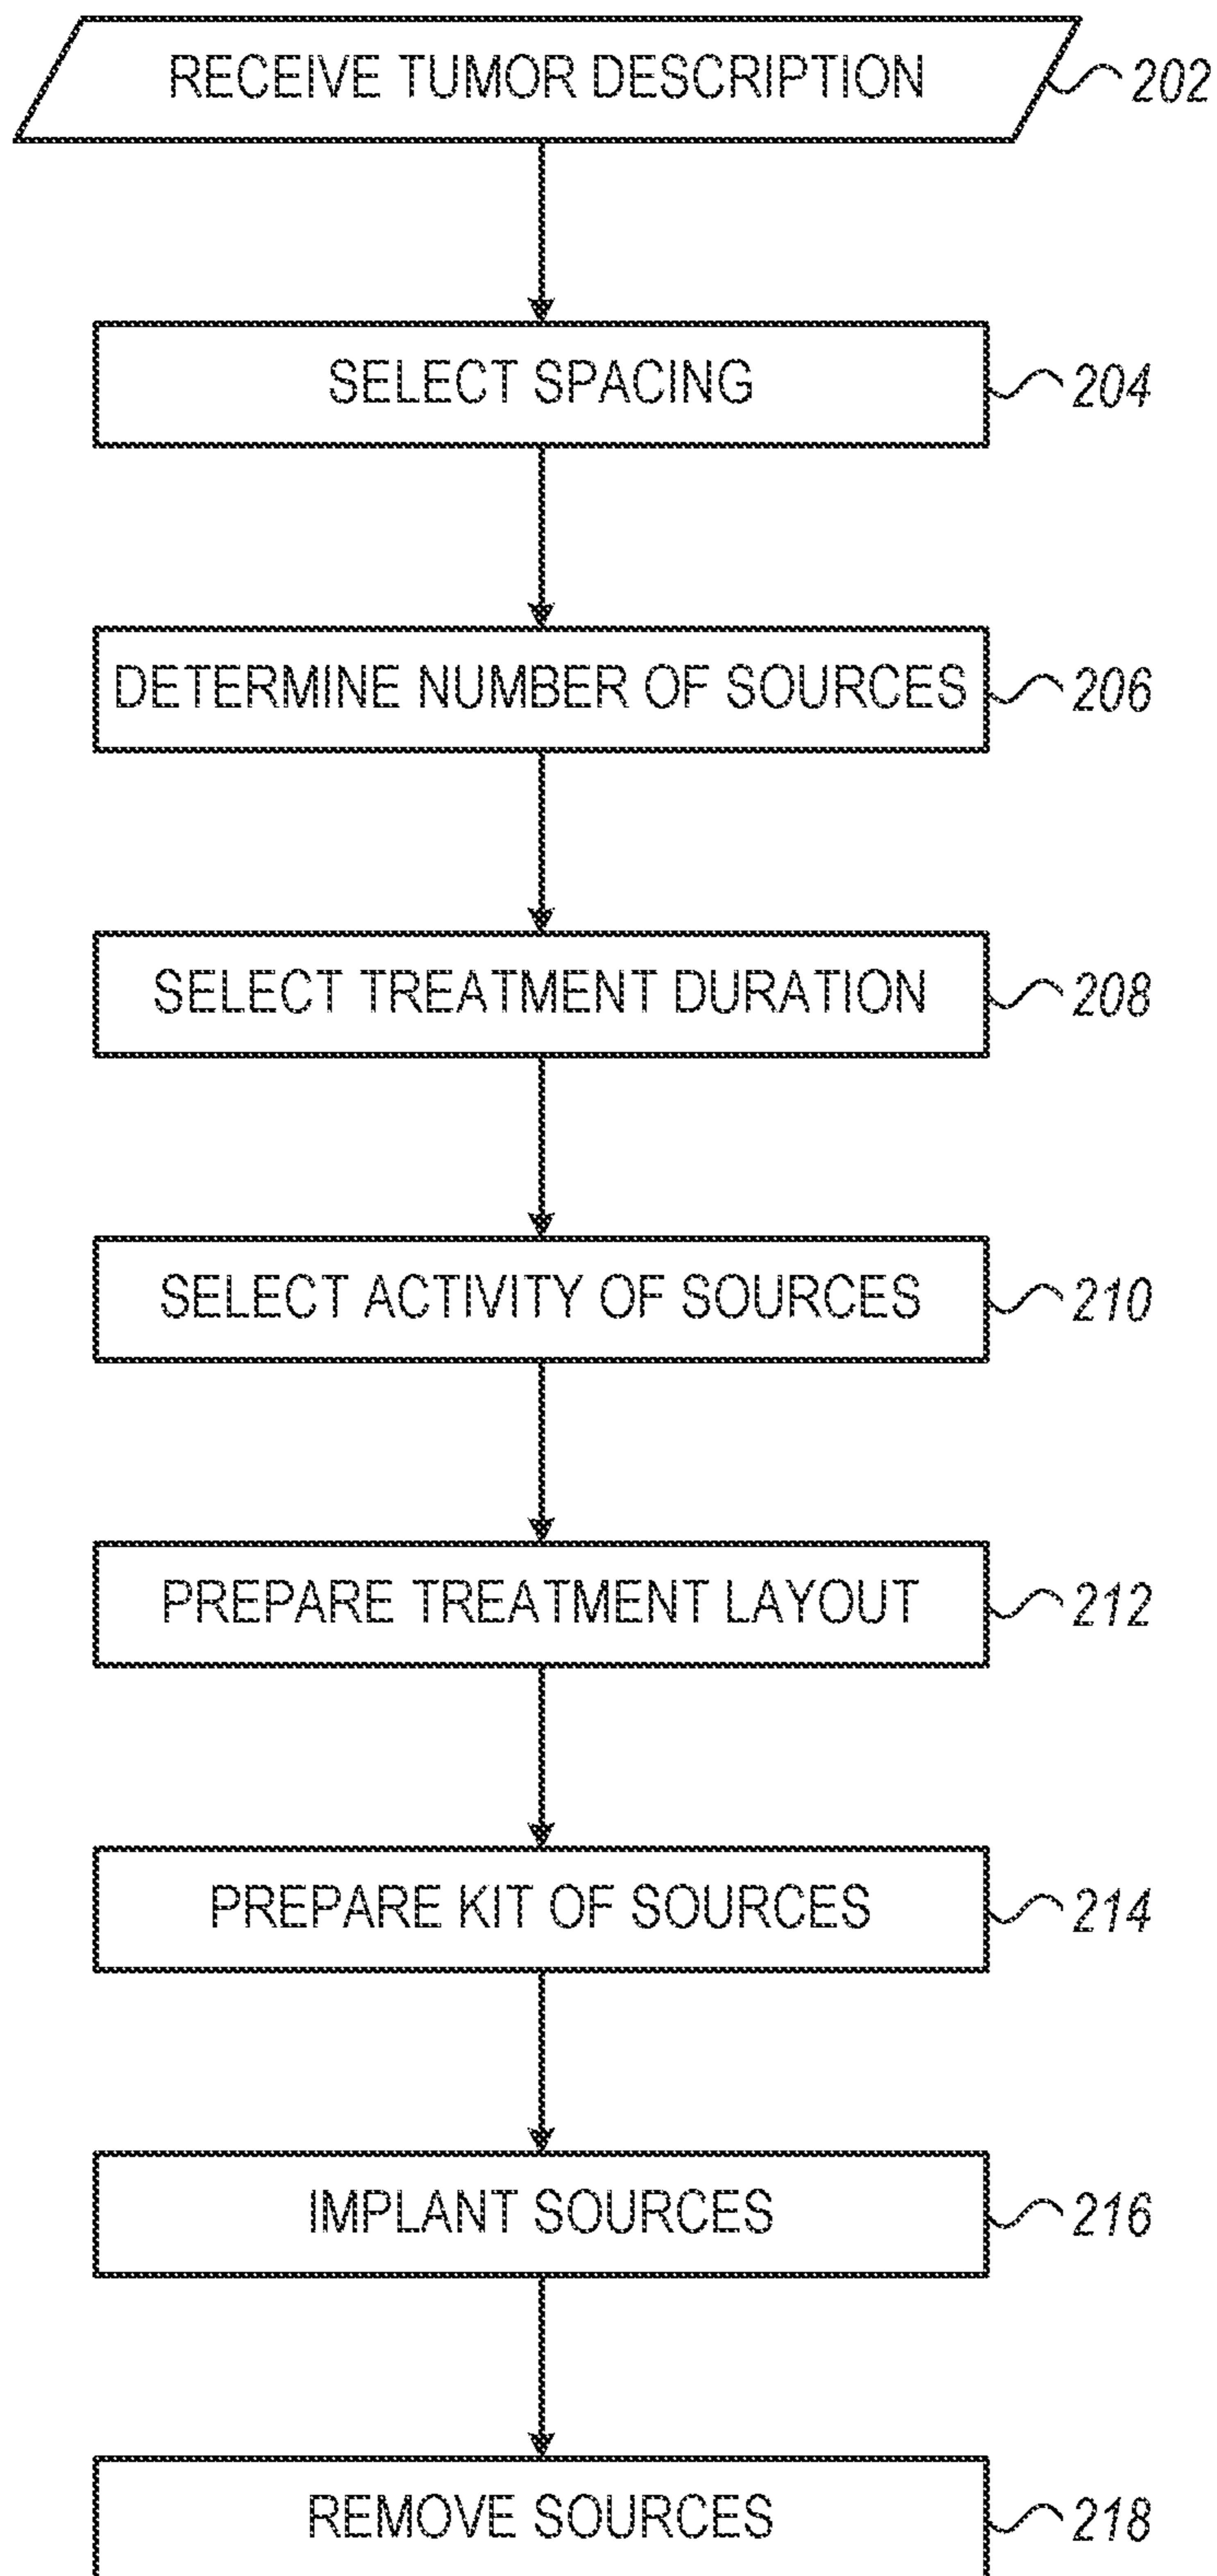 RECEIVE TUMOR DESCRIPTION 202
SELECT SPACING 204
DETERMINE NUMBER OF SOURCES 206
SELECT TREATMENT DURATION 208
SELECT ACTIVITY OF SOURCES 210
PREPARE TREATMENT LAYOUT 212
PREPARE KIT OF SOURCES 214
IMPLANT SOURCES 216
REMOVE SOURCES 218